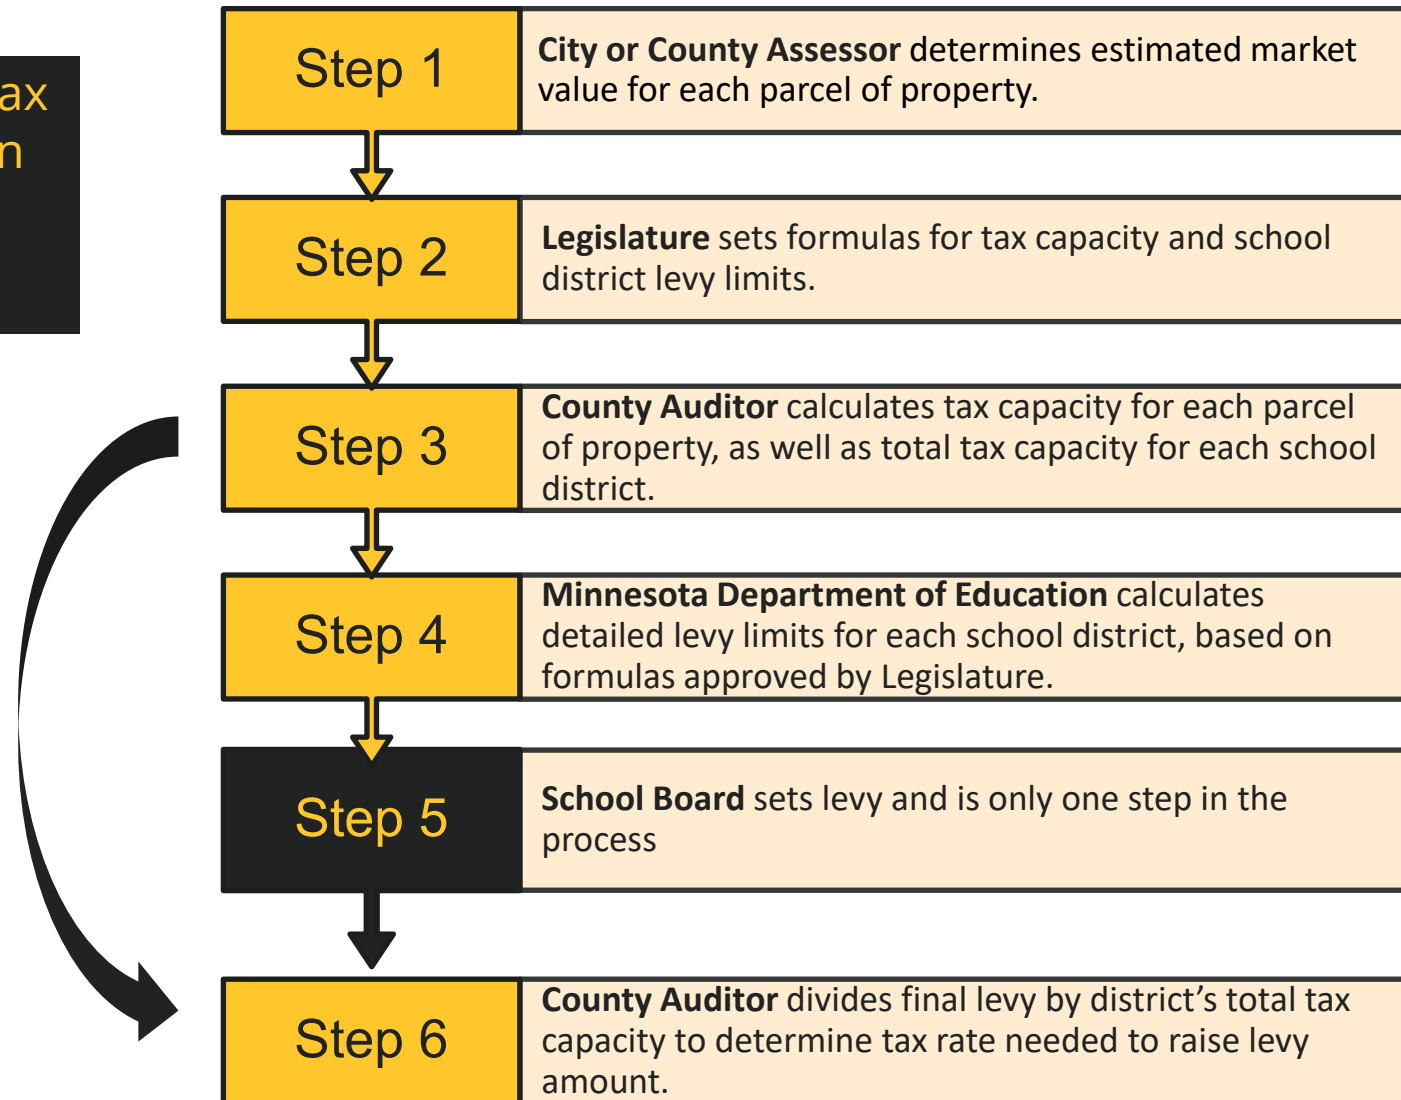 ax
n
Step 1
City or County Assessor determines estimated market
value for each parcel of property.
Step 2
Legislature sets formulas for tax capacity and school
district levy limits.
Step 3
County Auditor calculates tax capacity for each parcel
of property, as well as total tax capacity for each school
district.
Step 4
Minnesota Department of Education calculates
detailed levy limits for each school district, based on
formulas approved by Legislature.
Step 5
School Board sets levy and is only one step in the
process
Step 6
County Auditor divides final levy by district’s total tax
capacity to determine tax rate needed to raise levy
amount.